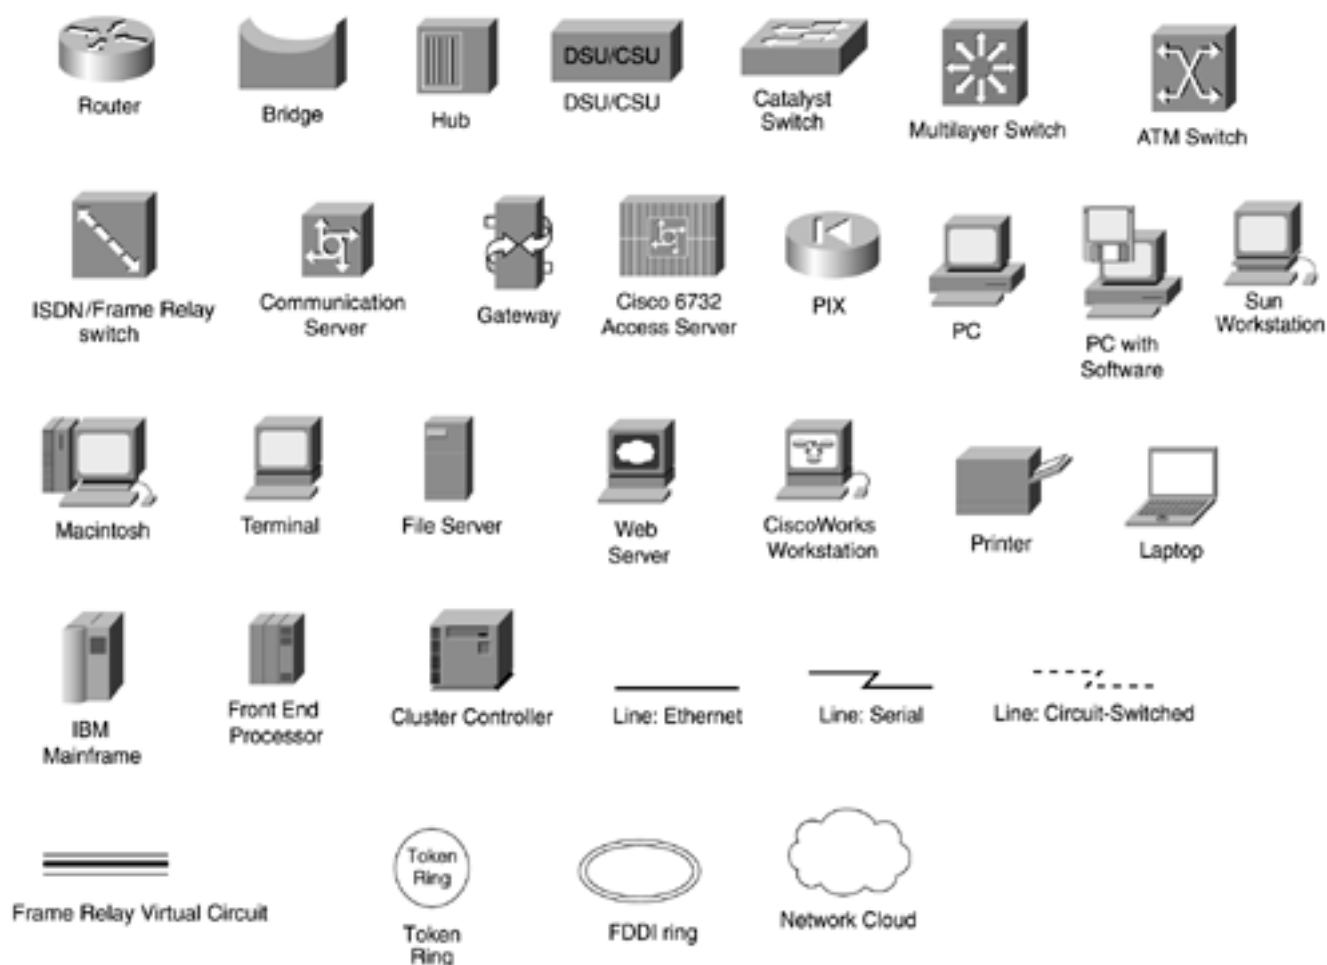 DSU/CSU
Router
Bridge
Hub
DSU/CSU
Catalyst
Switch
Multilayer Switch
ATM Switch
ISDN/Frame Relay
switch
Communication
Server
Gateway
Cisco 6732
Access Server
PIX
PC
PC with
Software
Sun
Workstation
Macintosh
Terminal
File Server
Web
Server
CiscoWorks
Workstation
Printer
Laptop
IBM
Mainframe
Front End
Processor
Cluster Controller
Line: Ethernet
Line: Serial
Line: Circuit-Switched
Frame Relay Virtual Circuit
Token
Ring
Token
Ring
FDDI ring
Network Cloud